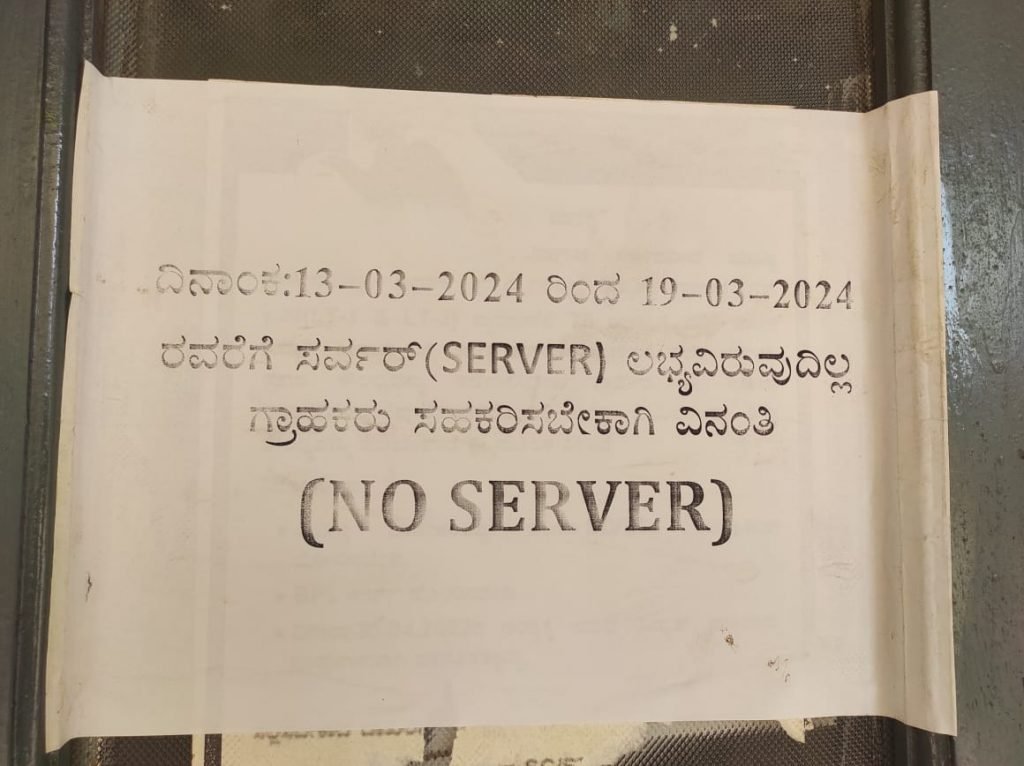 ದಿನಾಂಕ:13-03-2024 ರಿಂದ 19-03-2024
ರವರೆಗೆ ಸರ್ವರ್(SERVER) ಲಭ್ಯವಿರುವುದಿಲ್ಲ
ಗ್ರಾಹಕರು ಸಹಕರಿಸಬೇಕಾಗಿ ವಿನಂತಿ
(NO SERVER)